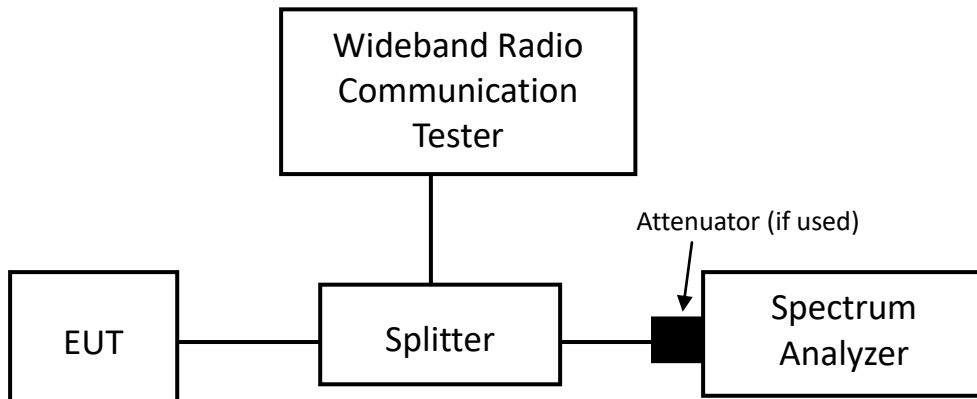 Wideband Radio
Communication
Tester
Attenuator (if used)
EUT
Splitter
Spectrum
Analyzer